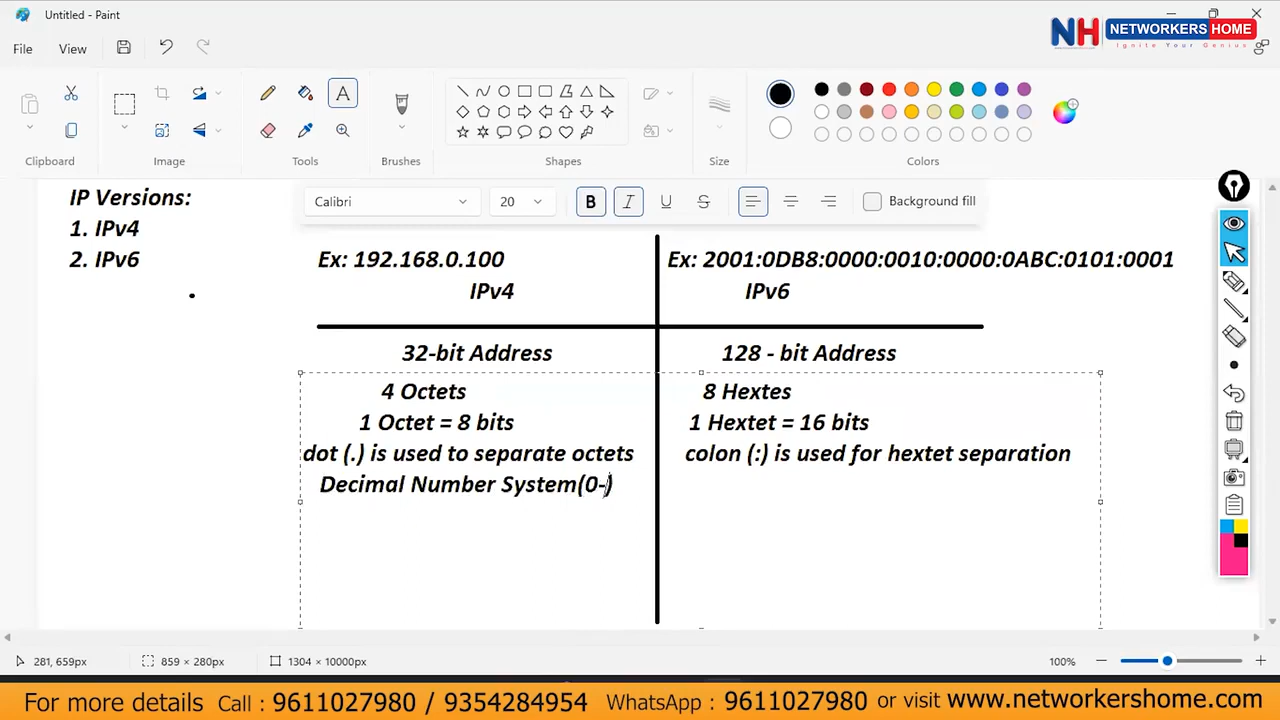 Untitled - Paint
NH NETWORKERS HOME
Ignite Your Genius
File View
Clipboard Image Tools Brushes Shapes Size Colors
Calibri 20 B I U S Background fill
IP Versions:
1. IPv4
2. IPv6
Ex: 192.168.0.100 Ex: 2001:0DB8:0000:0010:0000:0ABC:0101:0001
IPv4 IPv6
32-bit Address 128 - bit Address
4 Octets 8 Hextes
1 Octet = 8 bits 1 Hextet = 16 bits
dot (.) is used to separate octets colon (:) is used for hextet separation
Decimal Number System(0-)
281, 659px 859 × 280px 1304 × 10000px 100%
For more details Call : 9611027980 / 9354284954 WhatsApp : 9611027980 or visit www.networkershome.com